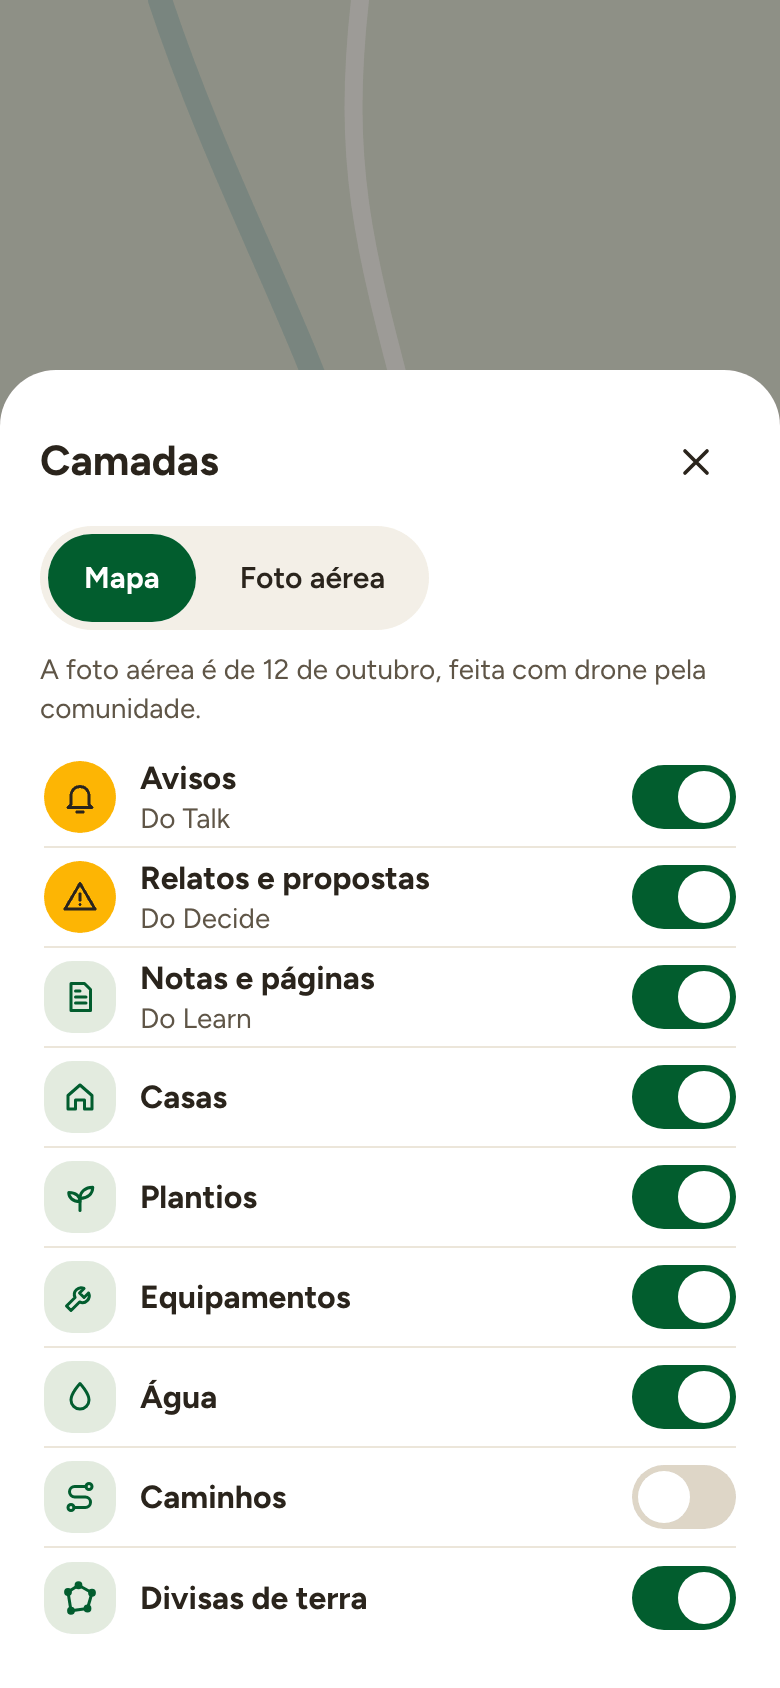 Camadas
Mapa
Foto aérea
A foto aérea é de 12 de outubro, feita com drone pela
comunidade.
Avisos
Do Talk
Relatos e propostas
Do Decide
Notas e páginas
Do Learn
Casas
Plantios
Equipamentos
Água
Caminhos
Divisas de terra